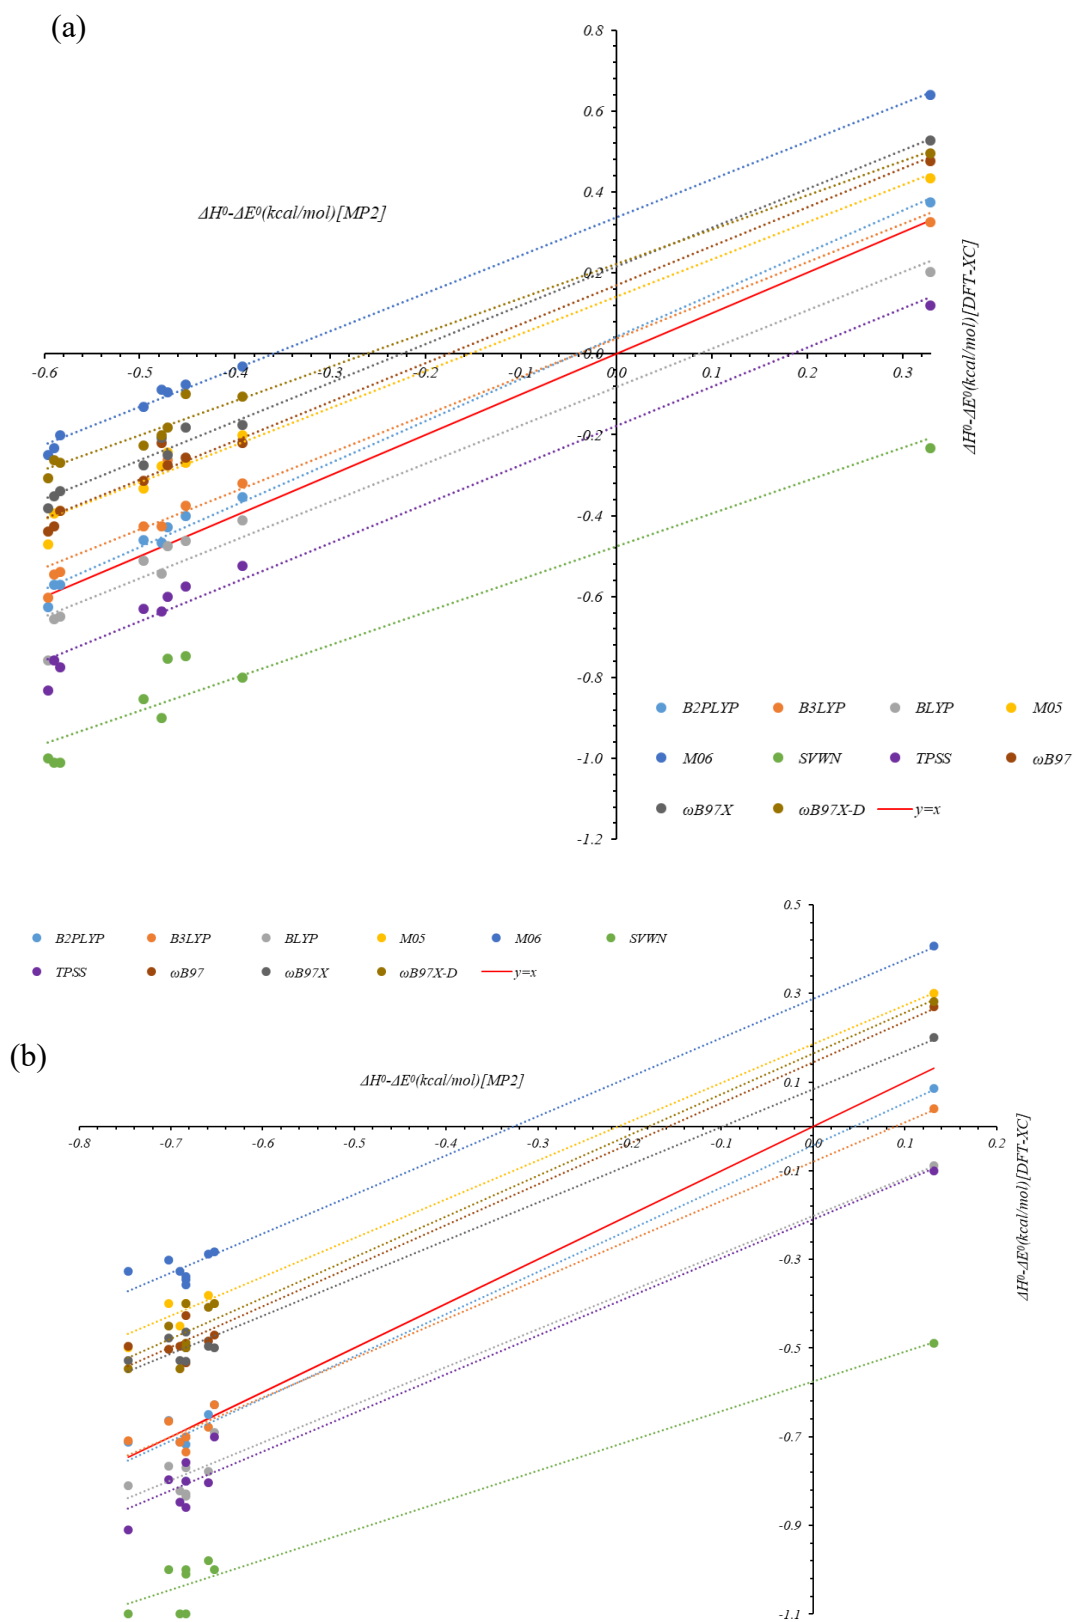 (a)
0.8
0.6
0.4
ΔH⁰-ΔE⁰(kcal/mol)[MP2]
0.2
ΔH⁰-ΔE⁰(kcal/mol)[DFT-XC]
0.0
-0.6 -0.5 -0.4 -0.3 -0.2 -0.1 0.0 0.1 0.2 0.3
-0.2
-0.4
-0.6
B2PLYP B3LYP BLYP M05
M06 SVWN TPSS ωB97
ωB97X ωB97X-D y=x
-0.8
-1.0
-1.2
0.5
B2PLYP B3LYP BLYP M05 M06 SVWN
TPSS ωB97 ωB97X ωB97X-D y=x
0.3
(b)
ΔH⁰-ΔE⁰(kcal/mol)[MP2]
0.1
-0.8 -0.7 -0.6 -0.5 -0.4 -0.3 -0.2 -0.1 0.0 0.1 0.2
ΔH⁰-ΔE⁰(kcal/mol)[DFT-XC]
-0.1
-0.3
-0.5
-0.7
-0.9
-1.1